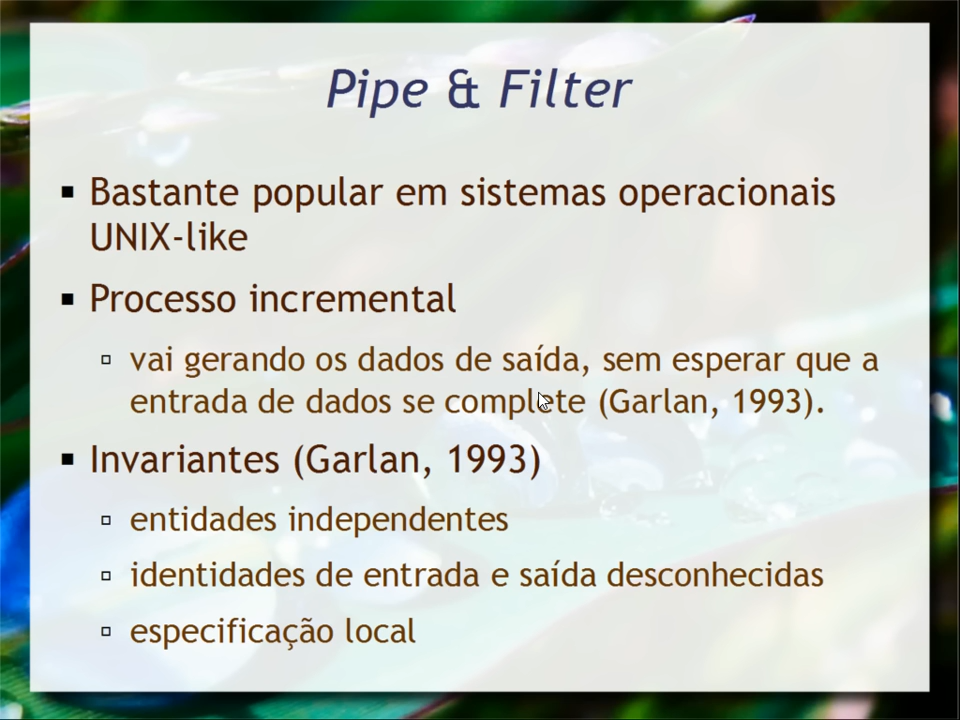 Pipe & Filter
Bastante popular em sistemas operacionais
UNIX-like
Processo incremental
vai gerando os dados de saída, sem esperar que a
entrada de dados se complete (Garlan, 1993).
Invariantes (Garlan, 1993)
entidades independentes
identidades de entrada e saída desconhecidas
especificação local